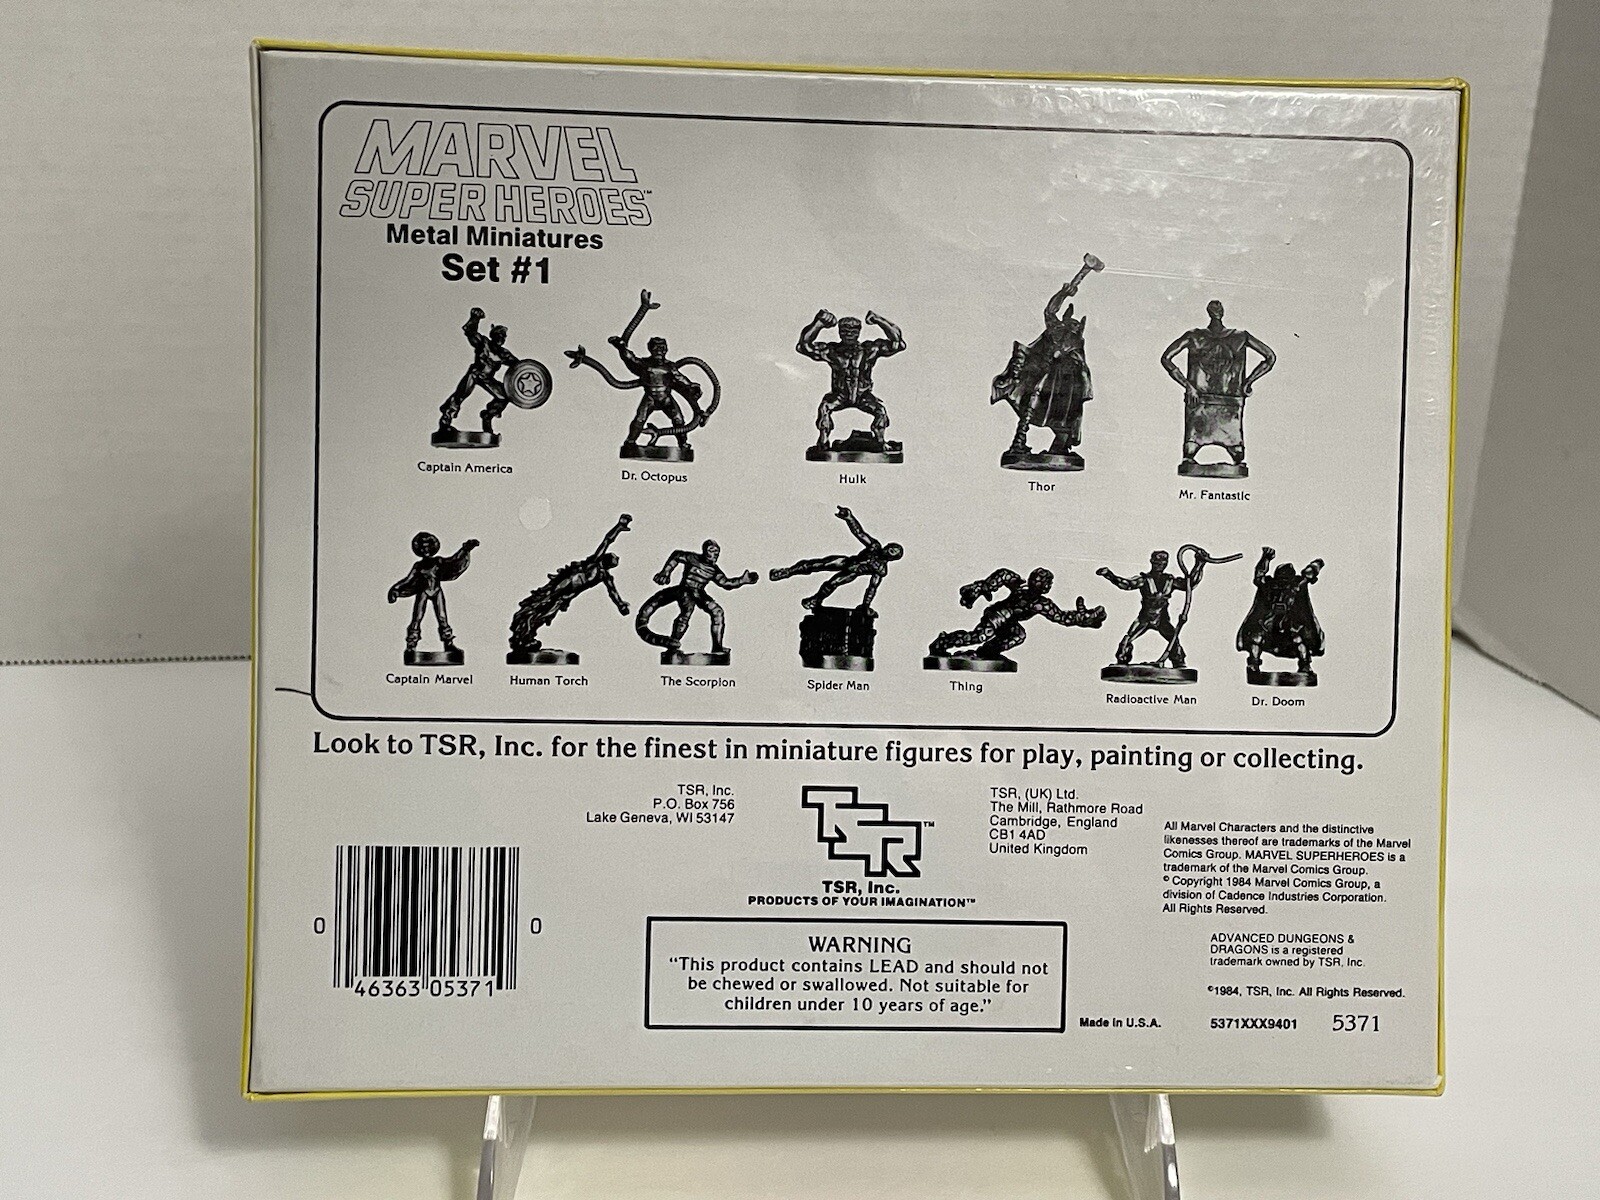 MARVEL
SUPER HEROES™
Metal Miniatures
Set #1
Captain America
Dr. Octopus
Hulk
Thor
Mr. Fantastic
Captain Marvel
Human Torch
The Scorpion
Spider Man
Thing
Radioactive Man
Dr. Doom
Look to TSR, Inc. for the finest in miniature figures for play, painting or collecting.
TSR, Inc.
P.O. Box 756
Lake Geneva, WI 53147
TSR™
TSR, Inc.
PRODUCTS OF YOUR IMAGINATION™
TSR, (UK) Ltd.
The Mill, Rathmore Road
Cambridge, England
CB1 4AD
United Kingdom
All Marvel Characters and the distinctive
likenesses thereof are trademarks of the Marvel
Comics Group. MARVEL SUPERHEROES is a
trademark of the Marvel Comics Group.
© Copyright 1984 Marvel Comics Group, a
division of Cadence Industries Corporation.
All Rights Reserved.
ADVANCED DUNGEONS &
DRAGONS is a registered
trademark owned by TSR, Inc.
©1984, TSR, Inc. All Rights Reserved.
0 46363 05371 0
WARNING
“This product contains LEAD and should not
be chewed or swallowed. Not suitable for
children under 10 years of age.”
Made in U.S.A.
5371XXX9401 5371